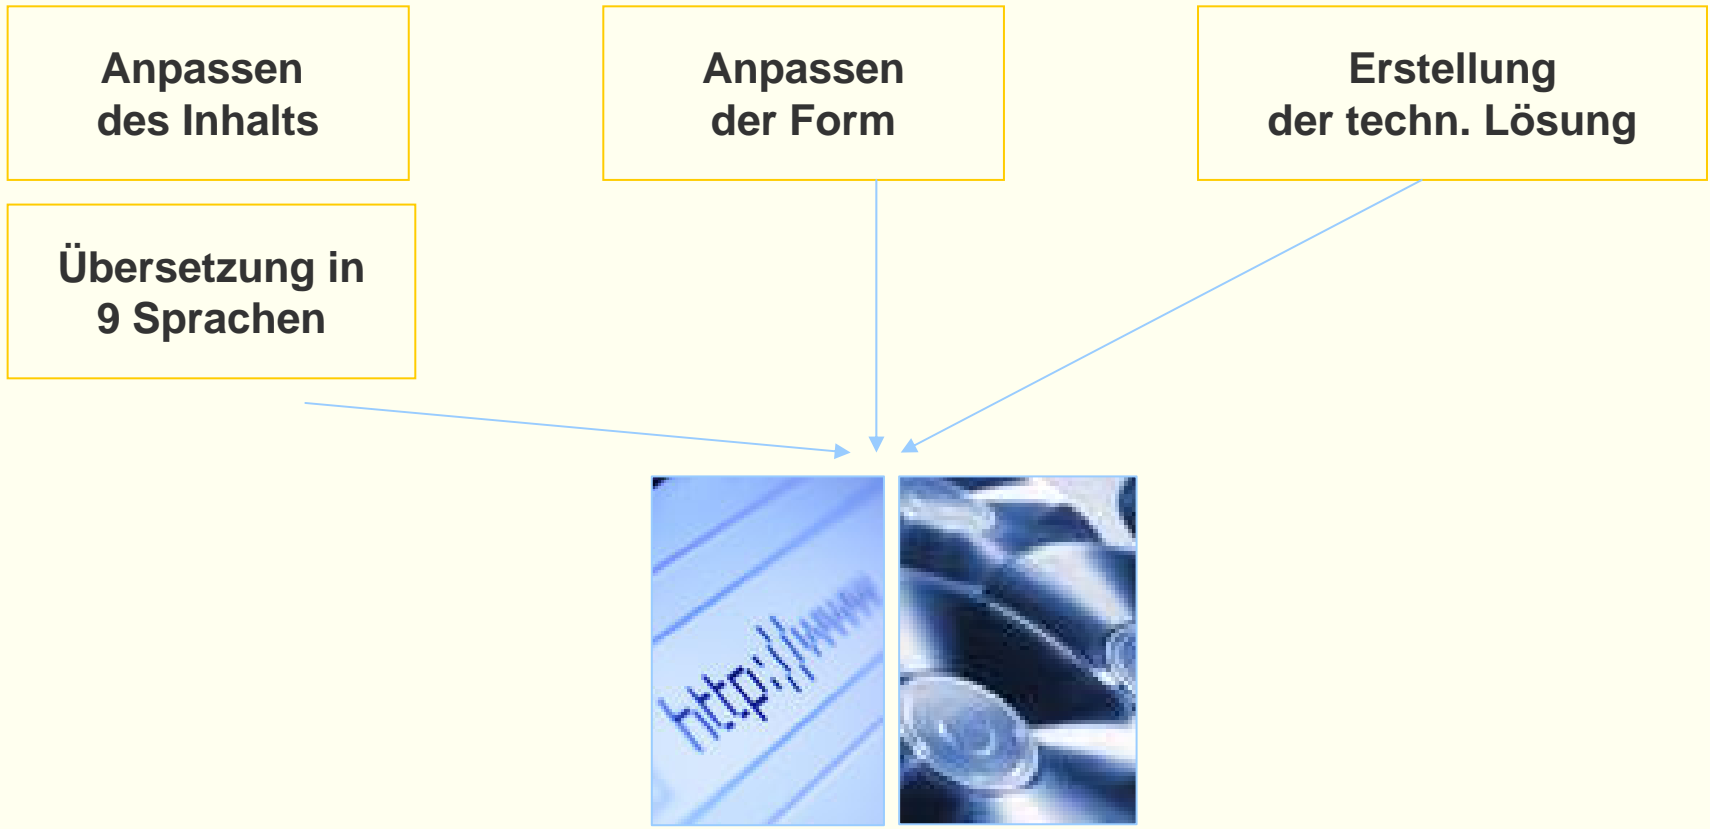 Anpassen
des Inhalts
Anpassen
der Form
Erstellung
der techn. Lösung
Übersetzung in
9 Sprachen
http://www